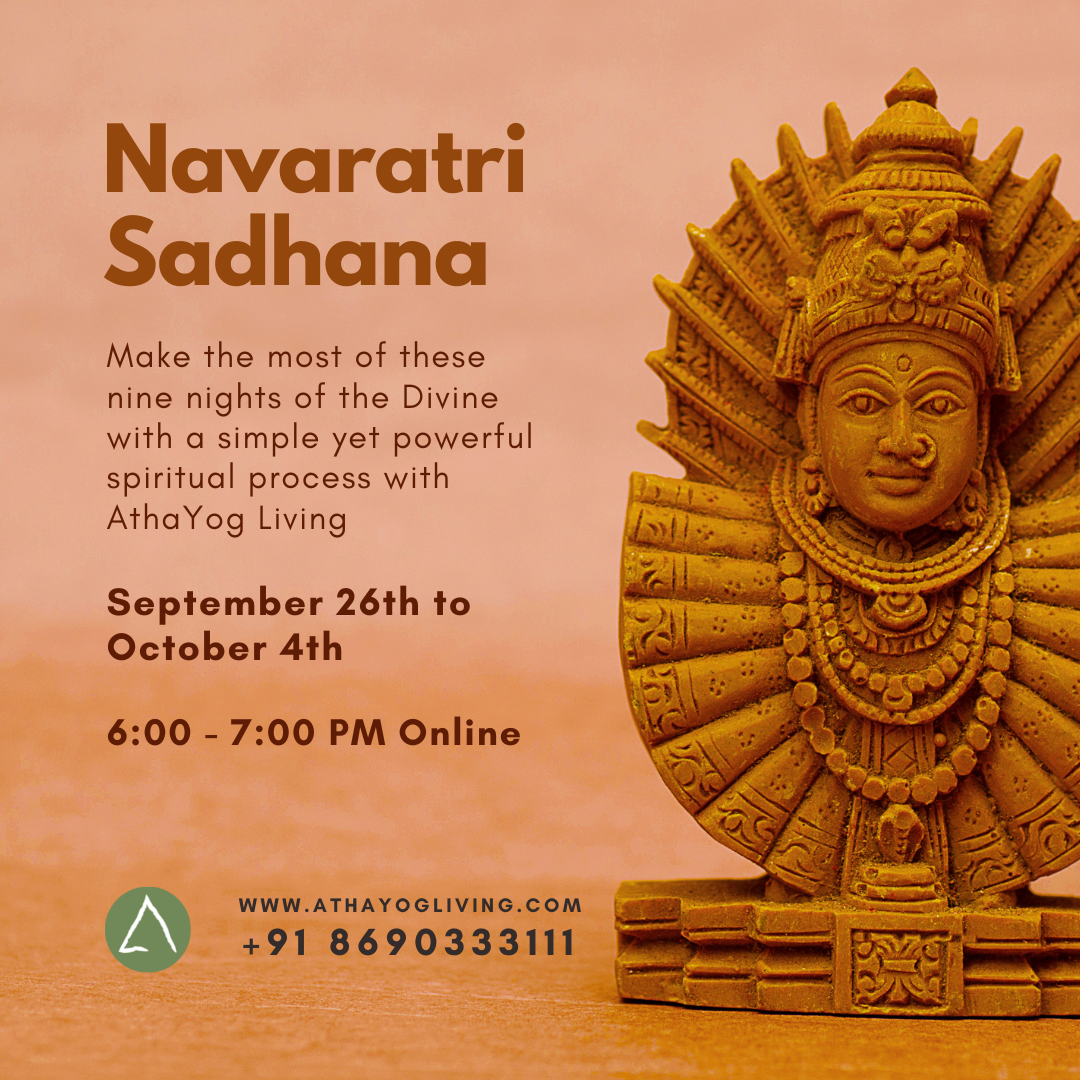 Navaratri
Sadhana
Make the most of these
nine nights of the Divine
with a simple yet powerful
spiritual process with
AthaYog Living
September 26th to
October 4th
6:00 - 7:00 PM Online
WWW.ATHAYOGLIVING.COM
+91 8690333111